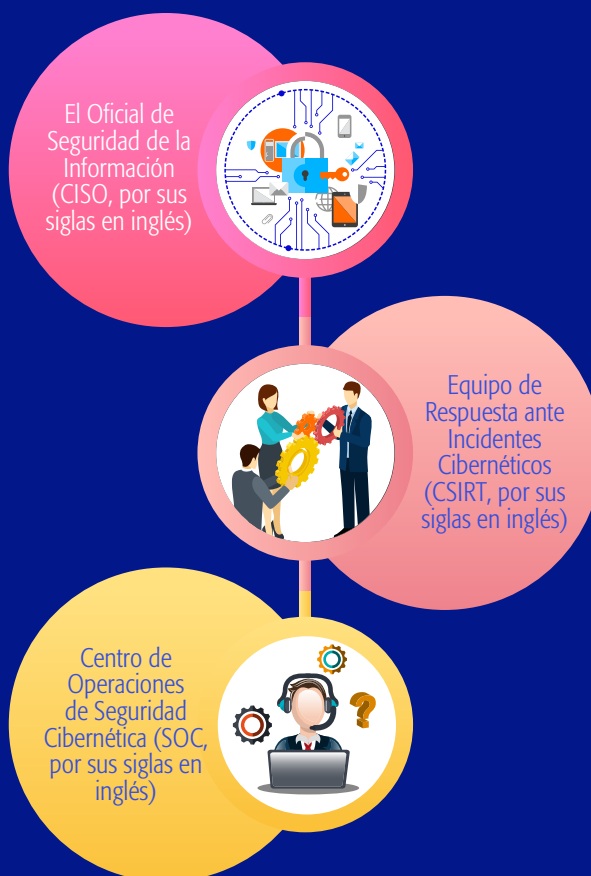 El Oficial de
Seguridad de la
Información
(CISO, por sus
siglas en inglés)
Equipo de
Respuesta ante
Incidentes
Cibernéticos
(CSIRT, por sus
siglas en inglés)
Centro de
Operaciones
de Seguridad
Cibernética (SOC,
por sus siglas en
inglés)